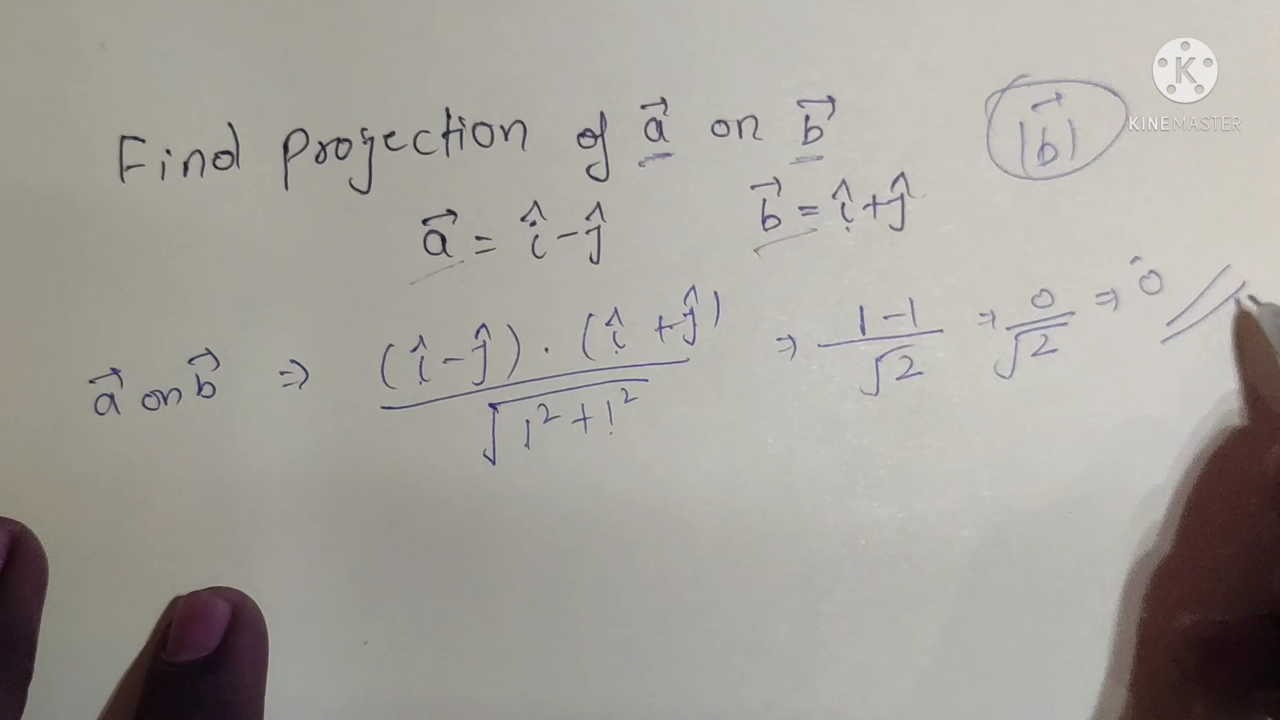 Find projection of a⃗ on b⃗
|b⃗|
K
KINEMASTER
a⃗ = î - ĵ    b⃗ = î + ĵ
a⃗ on b⃗ ⇒ (î - ĵ) . (î + ĵ) / √(1² + 1²) ⇒ (1 - 1) / √2 ⇒ 0 / √2 ⇒ 0 //